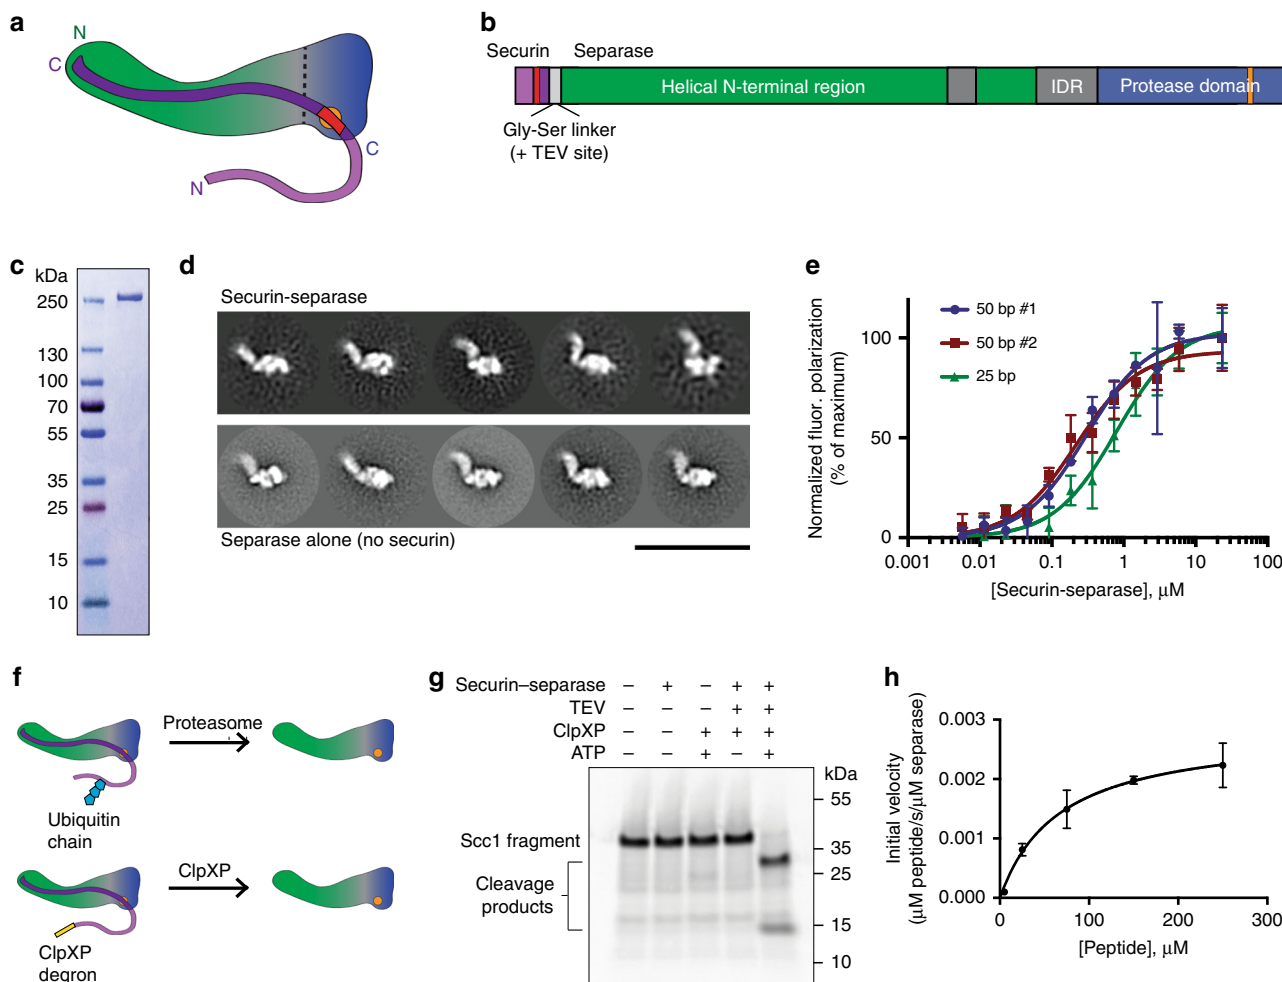 a
N
C
C
N
b
Securin Separase
Helical N-terminal region
IDR
Protease domain
Gly-Ser linker
(+ TEV site)
c
kDa
250
130
100
70
55
35
25
15
10
d
Securin-separase
Separase alone (no securin)
e
Normalized fluor. polarization
(% of maximum)
100
50
0
50 bp #1
50 bp #2
25 bp
0.001
0.01
0.1
1
10
100
[Securin-separase], μM
f
Proteasome
Ubiquitin
chain
ClpXP
ClpXP
degron
g
Securin–separase – + – + +
TEV – – – + +
ClpXP – – + + +
ATP – – + – +
kDa
55
35
25
15
10
Scc1 fragment
Cleavage
products
h
Initial velocity
(μM peptide/s/μM separase)
0.003
0.002
0.001
0.000
0
100
200
300
[Peptide], μM